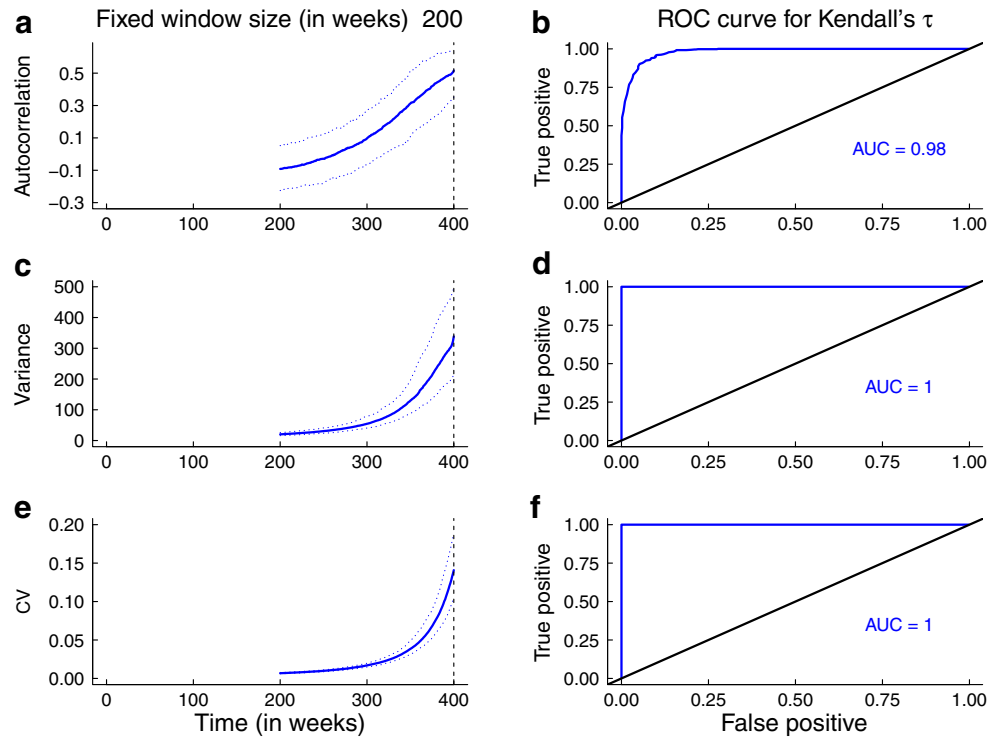 a Fixed window size (in weeks) 200
Autocorrelation
0.5
0.3
0.1
−0.1
−0.3
0 100 200 300 400
b ROC curve for Kendall's τ
True positive
1.00
0.75
0.50
0.25
0.00
AUC = 0.98
0.00 0.25 0.50 0.75 1.00
c
Variance
500
400
300
200
100
0
0 100 200 300 400
d
True positive
1.00
0.75
0.50
0.25
0.00
AUC = 1
0.00 0.25 0.50 0.75 1.00
e
CV
0.20
0.15
0.10
0.05
0.00
0 100 200 300 400
Time (in weeks)
f
True positive
1.00
0.75
0.50
0.25
0.00
AUC = 1
0.00 0.25 0.50 0.75 1.00
False positive